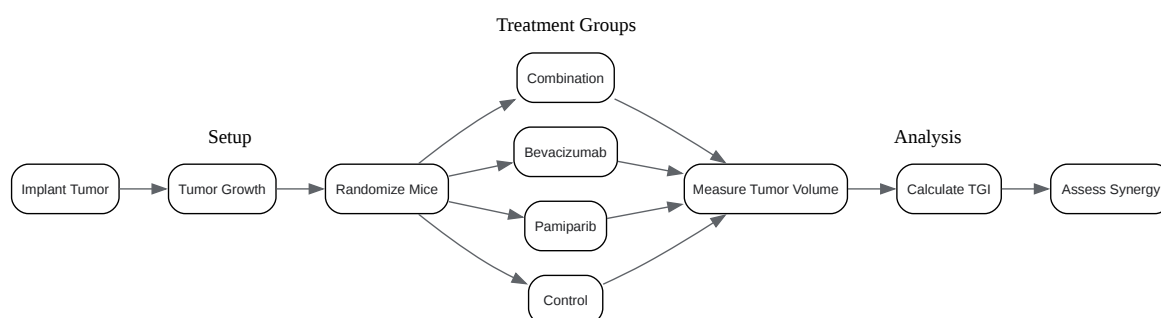 Treatment Groups
Combination
Setup
Analysis
Bevacizumab
Implant Tumor
Tumor Growth
Randomize Mice
Measure Tumor Volume
Calculate TGI
Assess Synergy
Pamiparib
Control